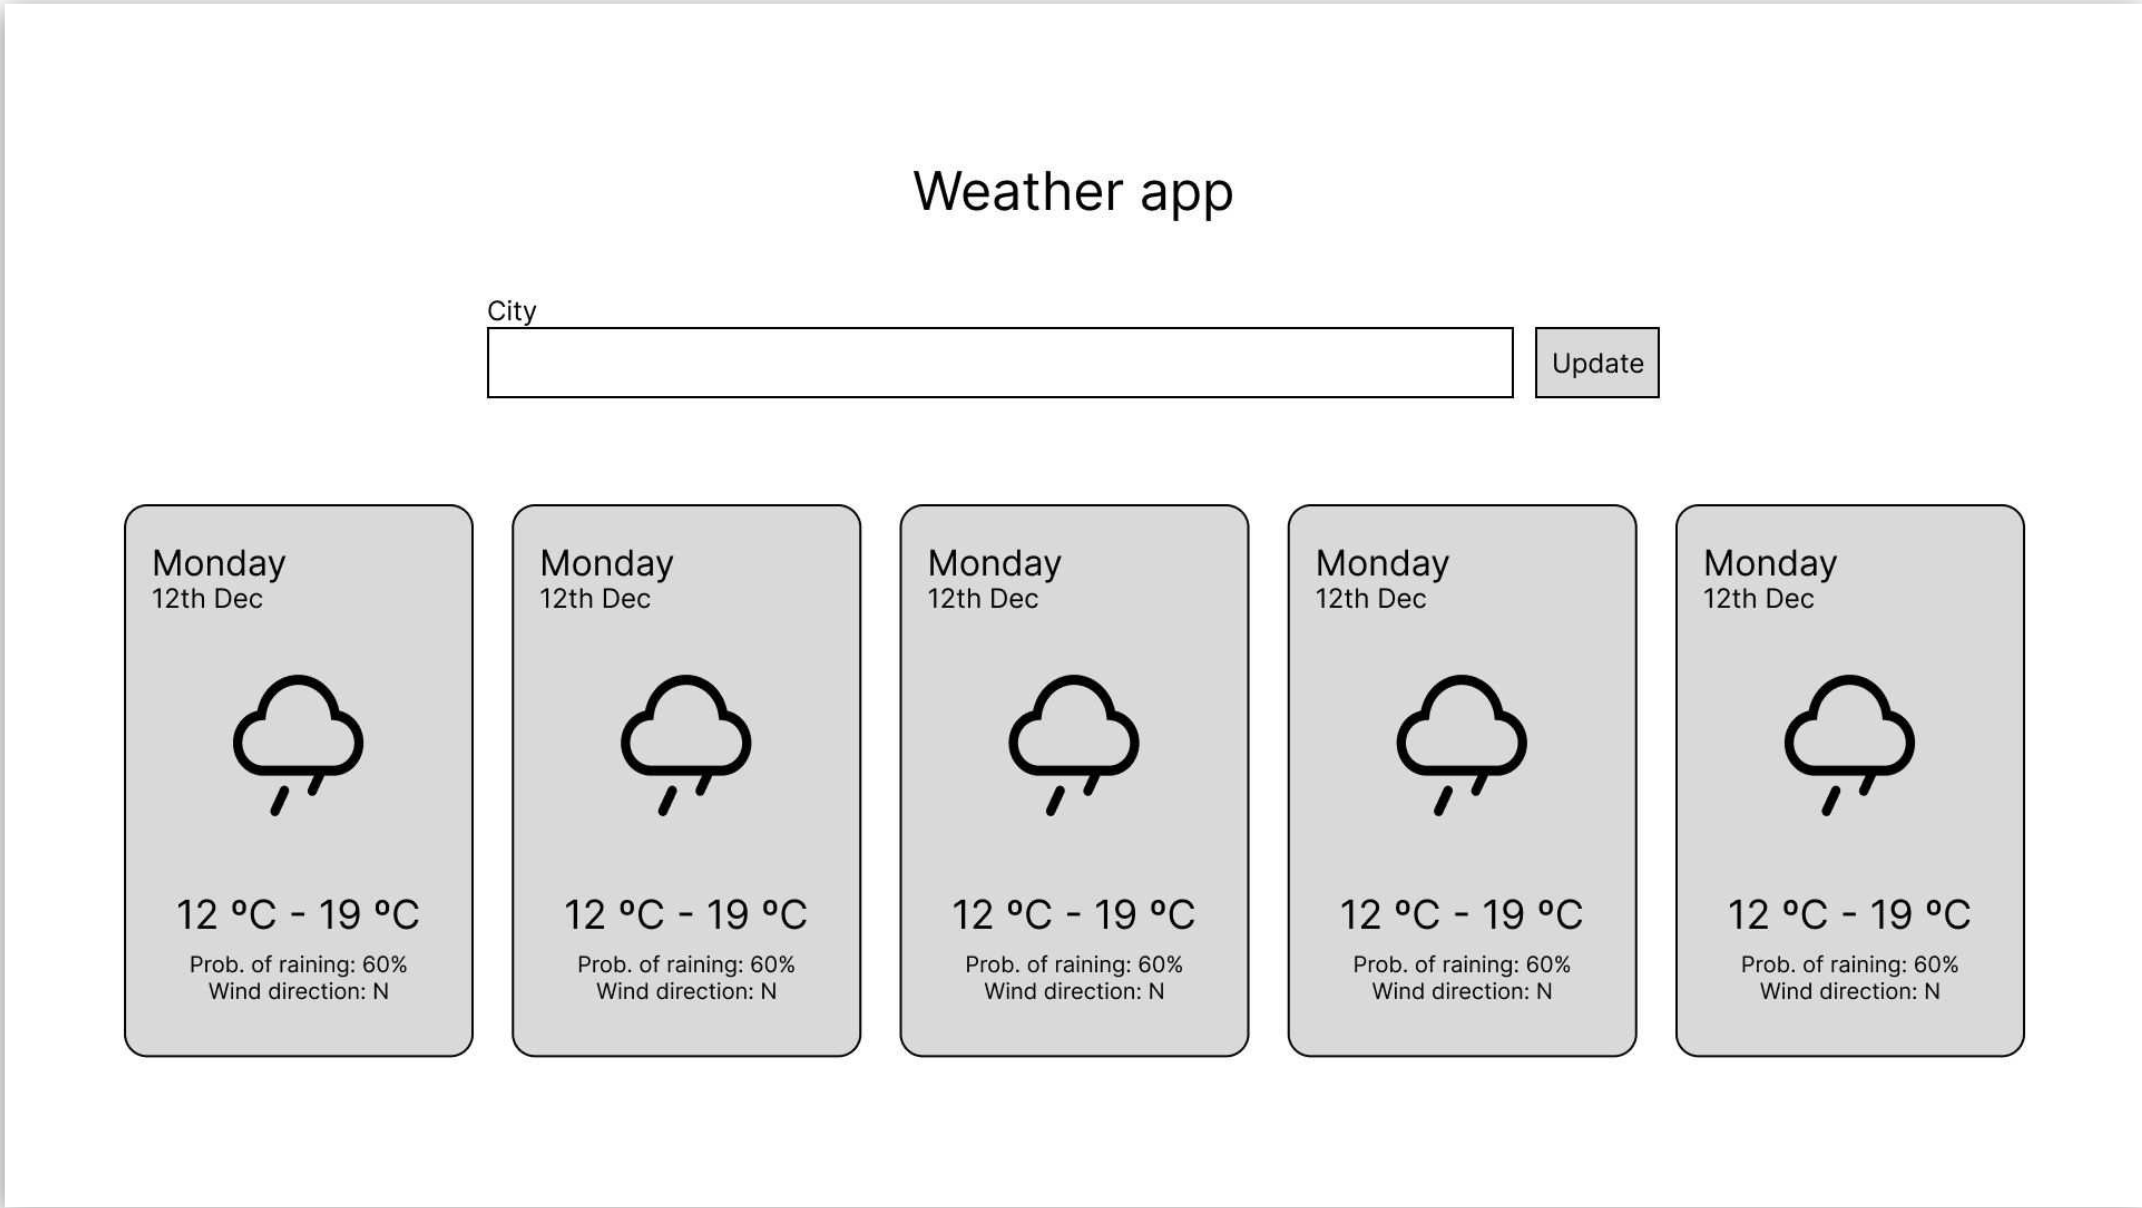 Weather app
City
Update
Monday
12th Dec
12 ºC - 19 ºC
Prob. of raining: 60%
Wind direction: N
Monday
12th Dec
12 ºC - 19 ºC
Prob. of raining: 60%
Wind direction: N
Monday
12th Dec
12 ºC - 19 ºC
Prob. of raining: 60%
Wind direction: N
Monday
12th Dec
12 ºC - 19 ºC
Prob. of raining: 60%
Wind direction: N
Monday
12th Dec
12 ºC - 19 ºC
Prob. of raining: 60%
Wind direction: N